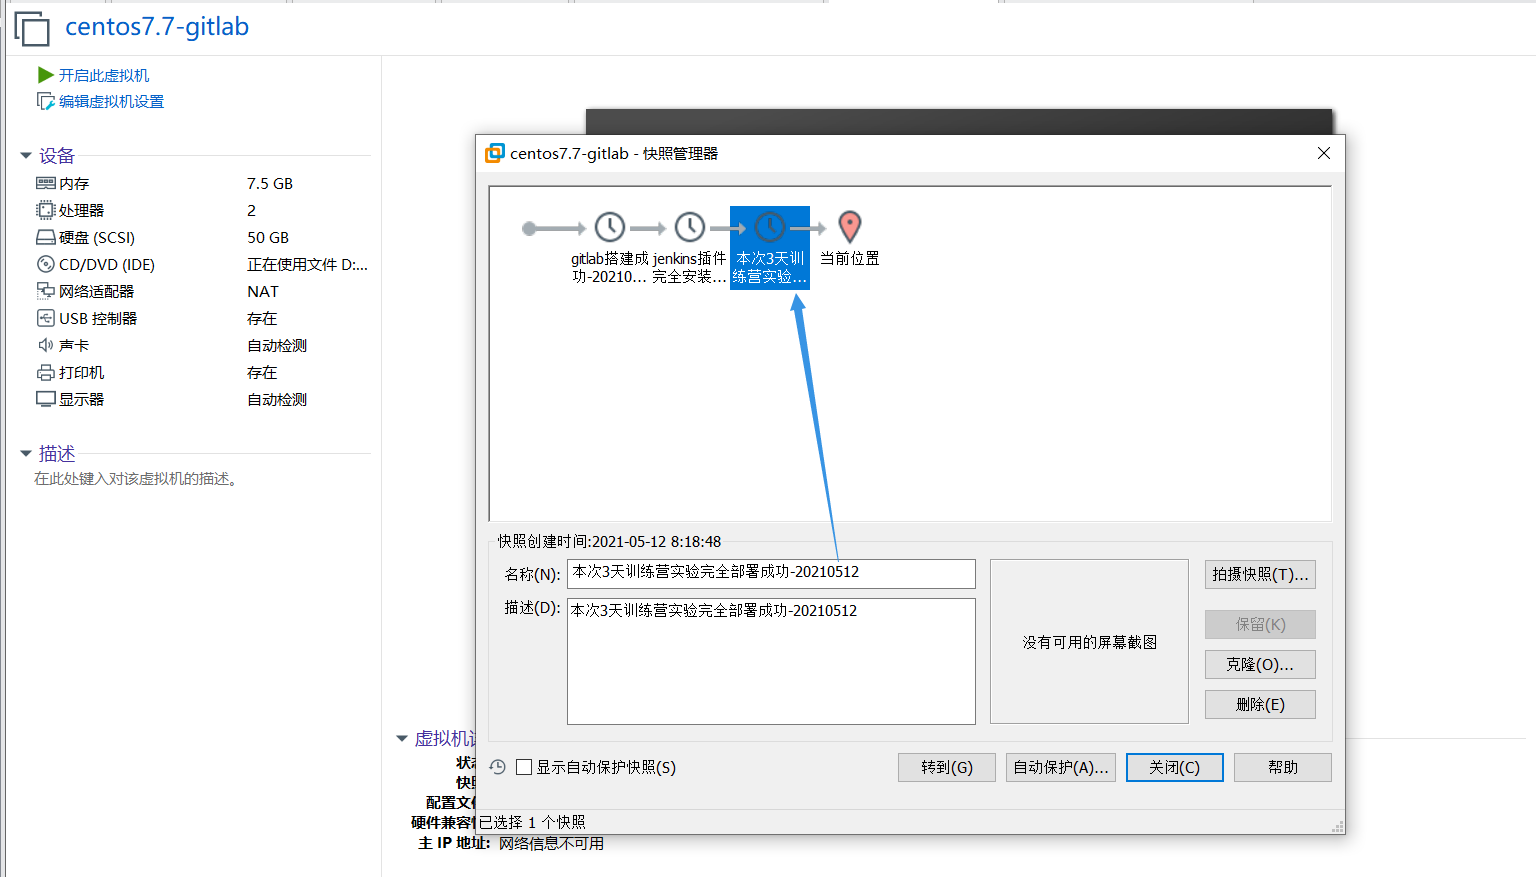 centos7.7-gitlab
开启此虚拟机
编辑虚拟机设置
设备
内存 7.5 GB
处理器 2
硬盘 (SCSI) 50 GB
CD/DVD (IDE) 正在使用文件 D:...
网络适配器 NAT
USB 控制器 存在
声卡 自动检测
打印机 存在
显示器 自动检测
描述
在此处键入对该虚拟机的描述。
centos7.7-gitlab - 快照管理器
gitlab搭建成
功-20210...
jenkins插件
完全安装...
本次3天训
练营实验...
当前位置
快照创建时间:2021-05-12 8:18:48
名称(N): 本次3天训练营实验完全部署成功-20210512
描述(D): 本次3天训练营实验完全部署成功-20210512
没有可用的屏幕截图
拍摄快照(T)...
保留(K)
克隆(O)...
删除(E)
显示自动保护快照(S)
转到(G) 自动保护(A)... 关闭(C) 帮助
已选择 1 个快照
虚拟机
状
快
配置文
硬件兼容
主 IP 地址: 网络信息不可用